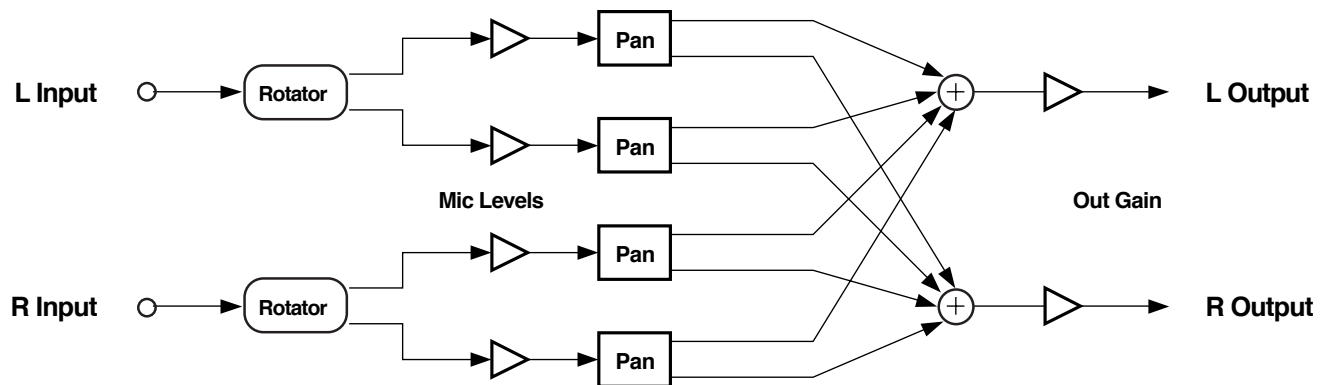 Pan
L Input
Rotator
+
L Output
Pan
Mic Levels
Out Gain
Pan
R Input
Rotator
+
R Output
Pan